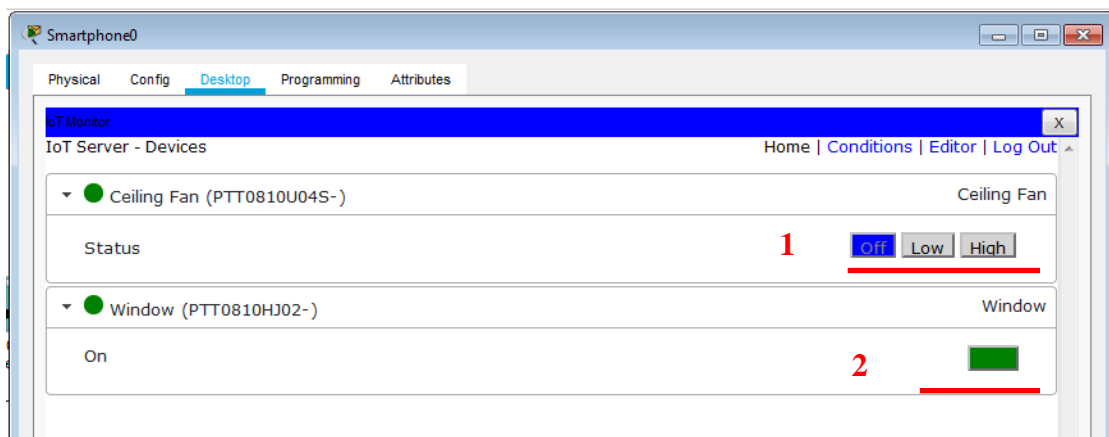 Smartphone0
Physical Config Desktop Programming Attributes
IoT Monitor X
IoT Server - Devices Home | Conditions | Editor | Log Out
Ceiling Fan (PTT0810U04S-) Ceiling Fan
Status 1 Off Low High
Window (PTT0810HJ02-) Window
On 2